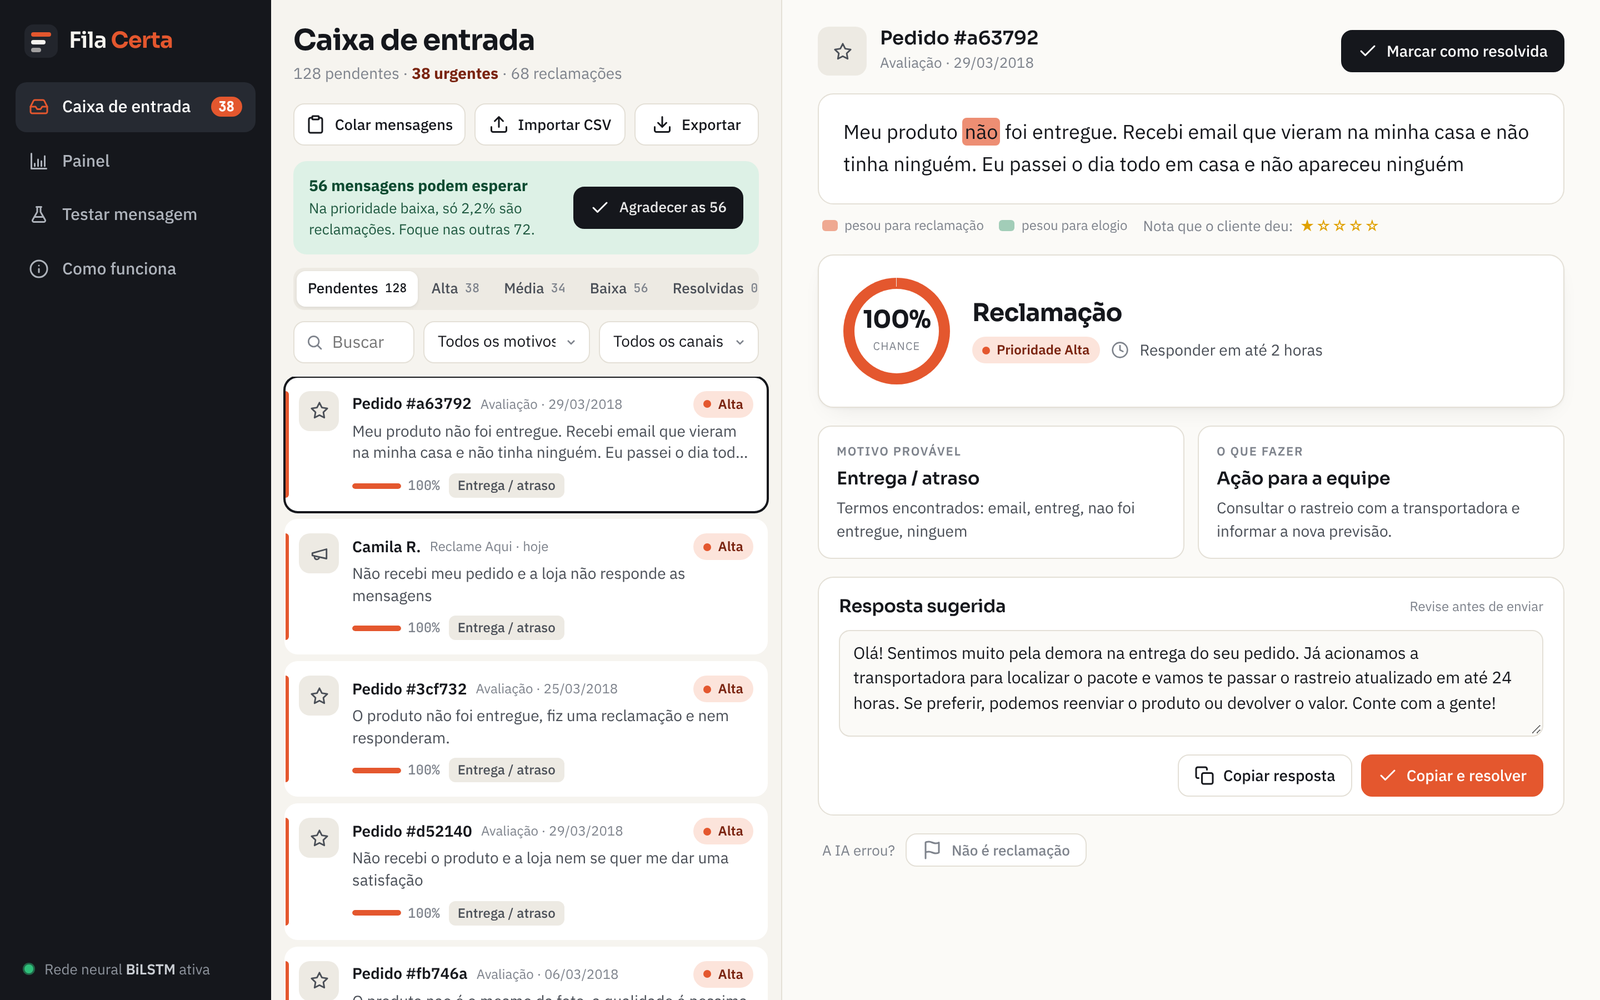 Fila Certa
Caixa de entrada 38
Painel
Testar mensagem
Como funciona
Rede neural BiLSTM ativa
Caixa de entrada
128 pendentes · 38 urgentes · 68 reclamações
Colar mensagens
Importar CSV
Exportar
56 mensagens podem esperar
Na prioridade baixa, só 2,2% são
reclamações. Foque nas outras 72.
Agradecer as 56
Pendentes 128
Alta 38
Média 34
Baixa 56
Resolvidas 0
Buscar
Todos os motivos
Todos os canais
Pedido #a63792 Avaliação · 29/03/2018 Alta
Meu produto não foi entregue. Recebi email que vieram
na minha casa e não tinha ninguém. Eu passei o dia tod...
100% Entrega / atraso
Camila R. Reclame Aqui · hoje Alta
Não recebi meu pedido e a loja não responde as
mensagens
100% Entrega / atraso
Pedido #3cf732 Avaliação · 25/03/2018 Alta
O produto não foi entregue, fiz uma reclamação e nem
responderam.
100% Entrega / atraso
Pedido #d52140 Avaliação · 29/03/2018 Alta
Não recebi o produto e a loja nem se quer me dar uma
satisfação
100% Entrega / atraso
Pedido #fb746a Avaliação · 06/03/2018 Alta
Pedido #a63792
Avaliação · 29/03/2018
Marcar como resolvida
Meu produto não foi entregue. Recebi email que vieram na minha casa e não
tinha ninguém. Eu passei o dia todo em casa e não apareceu ninguém
pesou para reclamação
pesou para elogio
Nota que o cliente deu: ★☆☆☆☆
100%
CHANCE
Reclamação
Prioridade Alta
Responder em até 2 horas
MOTIVO PROVÁVEL
Entrega / atraso
Termos encontrados: email, entreg, nao foi
entregue, ninguem
O QUE FAZER
Ação para a equipe
Consultar o rastreio com a transportadora e
informar a nova previsão.
Resposta sugerida
Revise antes de enviar
Olá! Sentimos muito pela demora na entrega do seu pedido. Já acionamos a
transportadora para localizar o pacote e vamos te passar o rastreio atualizado em até 24
horas. Se preferir, podemos reenviar o produto ou devolver o valor. Conte com a gente!
Copiar resposta
Copiar e resolver
A IA errou?
Não é reclamação